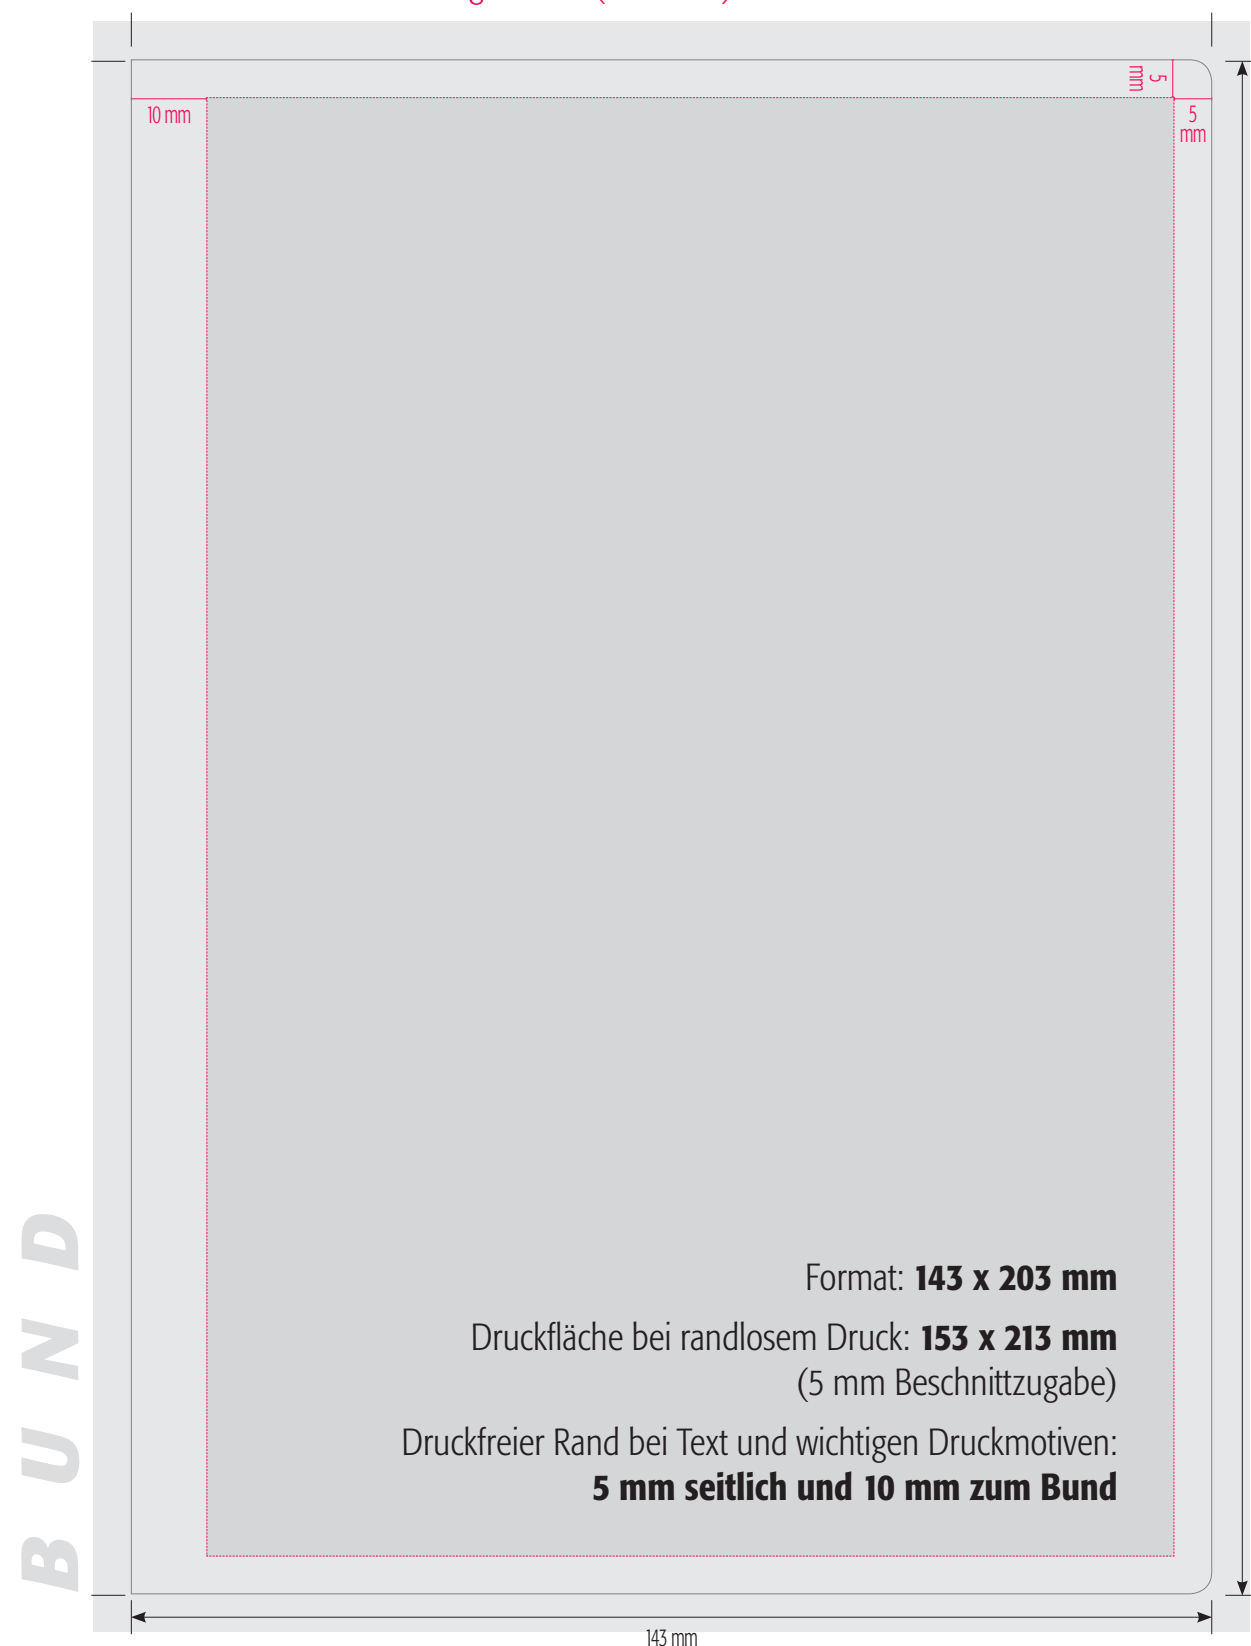 10 mm
5
mm
5
mm
Format: 143 x 203 mm
Druckfläche bei randlosem Druck: 153 x 213 mm
(5 mm Beschnittzugabe)
Druckfreier Rand bei Text und wichtigen Druckmotiven:
5 mm seitlich und 10 mm zum Bund
BUND
143 mm